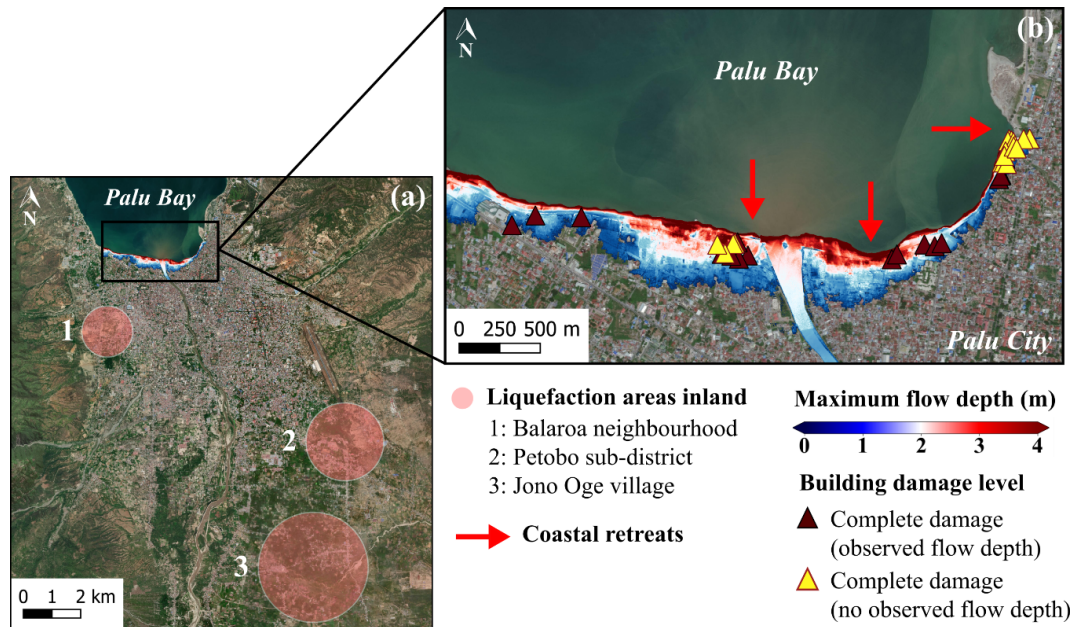 (b)
N
Palu Bay
Palu City
0 250 500 m
(a)
N
Palu Bay
1
2
3
0 1 2 km
Liquefaction areas inland
1: Balaroa neighbourhood
2: Petobo sub-district
3: Jono Oge village
Coastal retreats
Maximum flow depth (m)
0 1 2 3 4
Building damage level
Complete damage
(observed flow depth)
Complete damage
(no observed flow depth)